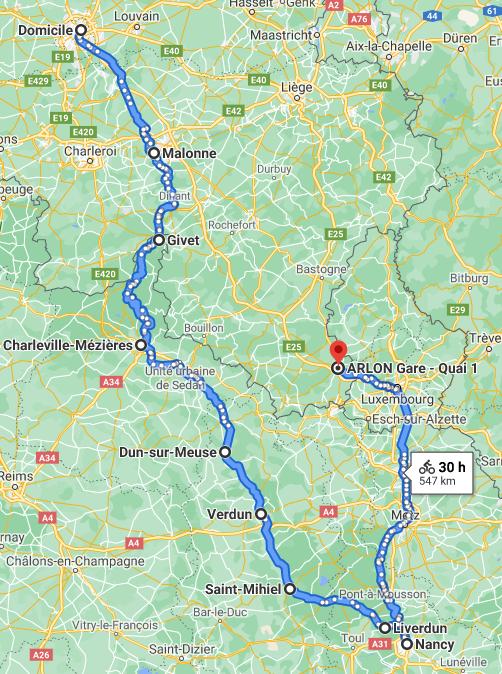 Hasselt
Genk
A2
A76
44
61
Domicile
Louvain
Maastricht
Düren
E19
E40
Aix-la-Chapelle
E429
E40
E40
Liège
E19
E42
E420
Charleroi
Malonne
Durbuy
E42
Dinant
Rochefort
Givet
E25
E420
Bastogne
Bitburg
E29
Bouillon
Charleville-Mézières
E25
ARLON Gare - Quai 1
Unité urbaine
de Sedan
A34
Luxembourg
Esch-sur-Alzette
Dun-sur-Meuse
A34
30 h
547 km
Reims
A4
Verdun
A4
Metz
A4
Châlons-en-Champagne
Saint-Mihiel
Pont-à-Mousson
Bar-le-Duc
Vitry-le-François
Liverdun
Toul
A31
Nancy
A26
Saint-Dizier
Lunéville